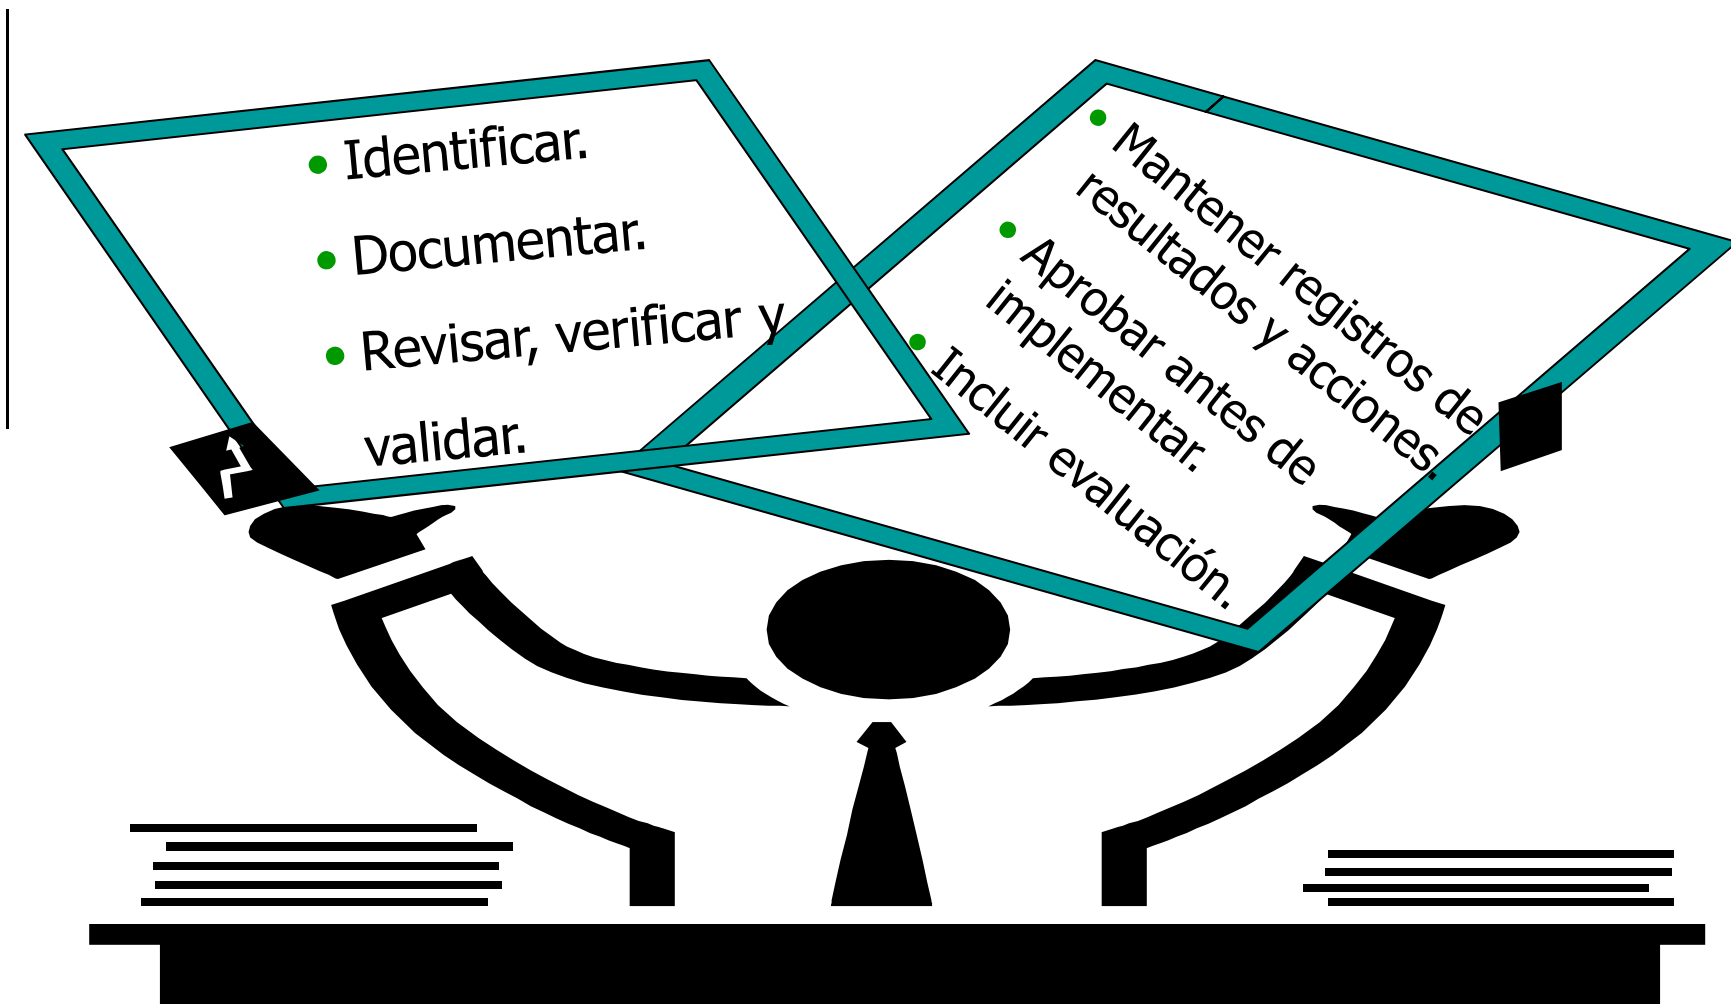 • Identificar.
• Documentar.
• Revisar, verificar y
validar.
• Mantener registros de
resultados y acciones.
• Aprobar antes de
implementar.
• Incluir evaluación.